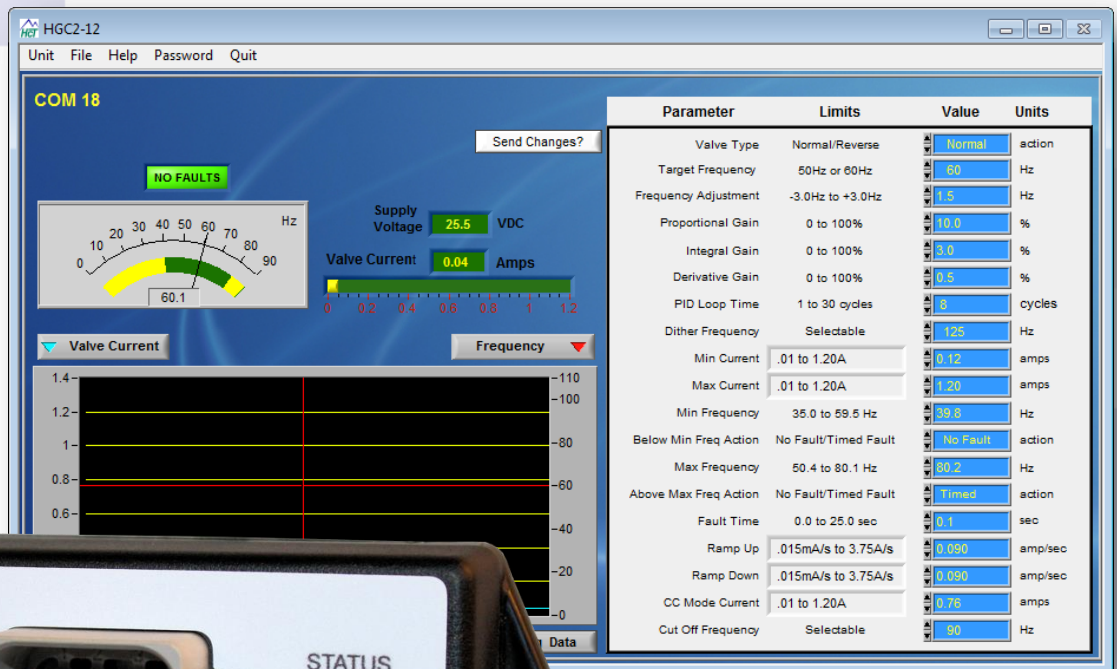 HCT HGC2-12
Unit File Help Password Quit
COM 18
Send Changes?
NO FAULTS
0 10 20 30 40 50 60 70 80 90 Hz
60.1
Supply Voltage 25.5 VDC
Valve Current 0.04 Amps
0 0.2 0.4 0.6 0.8 1 1.2
Valve Current Frequency
1.4 110
100
1.2
1 80
0.8 60
0.6
40
20
0
Data
Parameter Limits Value Units
Valve Type Normal/Reverse Normal action
Target Frequency 50Hz or 60Hz 60 Hz
Frequency Adjustment -3.0Hz to +3.0Hz 1.5 Hz
Proportional Gain 0 to 100% 10.0 %
Integral Gain 0 to 100% 3.0 %
Derivative Gain 0 to 100% 0.5 %
PID Loop Time 1 to 30 cycles 8 cycles
Dither Frequency Selectable 125 Hz
Min Current .01 to 1.20A 0.12 amps
Max Current .01 to 1.20A 1.20 amps
Min Frequency 35.0 to 59.5 Hz 39.8 Hz
Below Min Freq Action No Fault/Timed Fault No Fault action
Max Frequency 50.4 to 80.1 Hz 80.2 Hz
Above Max Freq Action No Fault/Timed Fault Timed action
Fault Time 0.0 to 25.0 sec 0.1 sec
Ramp Up .015mA/s to 3.75A/s 0.090 amp/sec
Ramp Down .015mA/s to 3.75A/s 0.090 amp/sec
CC Mode Current .01 to 1.20A 0.76 amps
Cut Off Frequency Selectable 90 Hz
STATUS